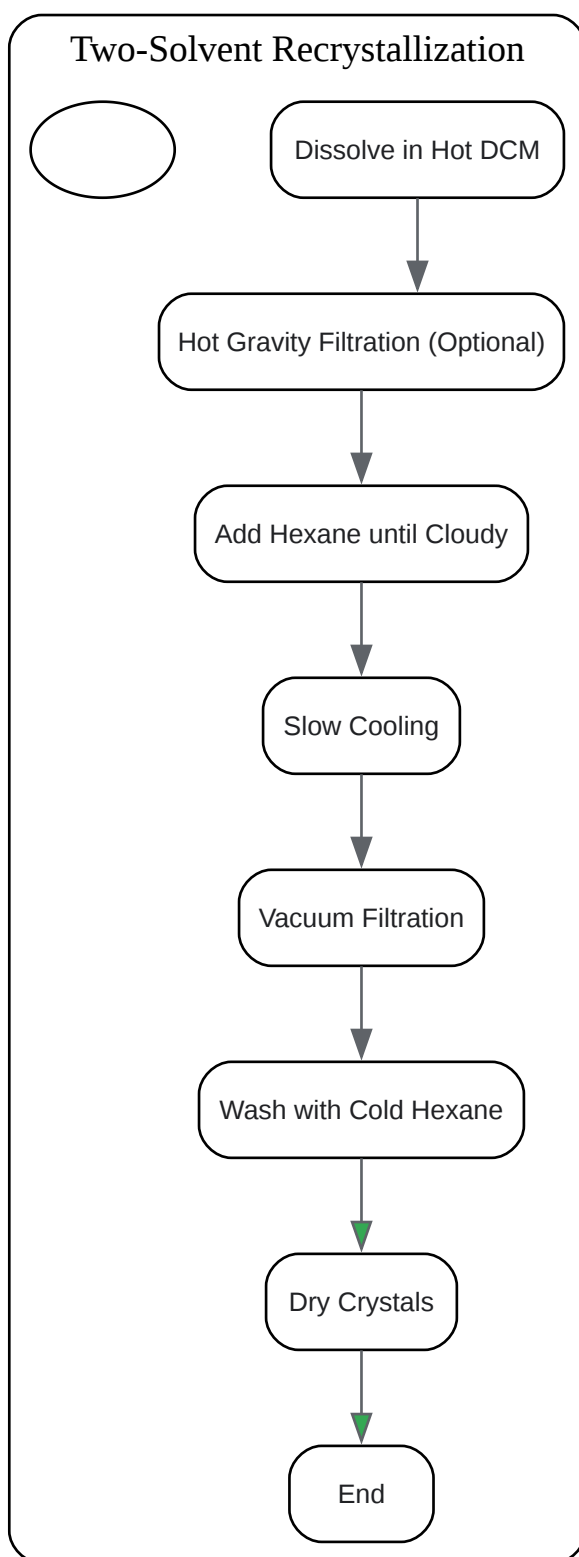 Two-Solvent Recrystallization
Dissolve in Hot DCM
Hot Gravity Filtration (Optional)
Add Hexane until Cloudy
Slow Cooling
Vacuum Filtration
Wash with Cold Hexane
Dry Crystals
End